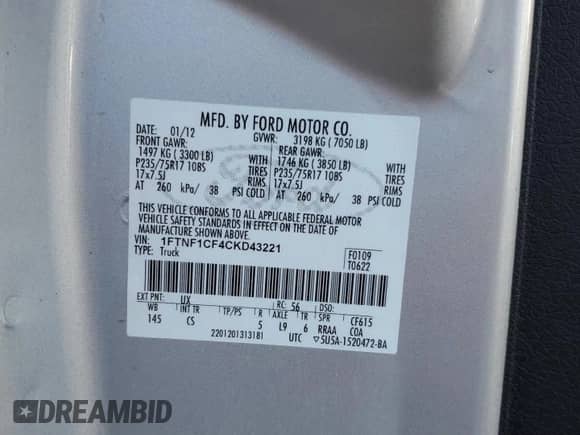 MFD. BY FORD MOTOR CO.
DATE: 01/12 GVWR: 3198 KG ( 7050 LB)
FRONT GAWR: REAR GAWR:
1497 KG ( 3300 LB) WITH 1746 KG ( 3850 LB) WITH
P235/75R17 108S TIRES P235/75R17 108S TIRES
17x7.5J RIMS 17x7.5J RIMS
AT 260 kPa/ 38 PSI COLD AT 260 kPa/ 38 PSI COLD
THIS VEHICLE CONFORMS TO ALL APPLICABLE FEDERAL MOTOR
VEHICLE SAFETY STANDARDS IN EFFECT ON THE DATE OF
MANUFACTURE SHOWN ABOVE.
VIN: 1FTNF1CF4CKD43221
TYPE: Truck
F0109
T0622
EXT PNT: UX RC: 56 DSO:
WB INT TR TP/PS R AXLE TR SPR CF615
145 CS 5 L9 6 RRAA COA
2201201313181 UTC 5U5A-1520472-BA
Ford
DREAMBID